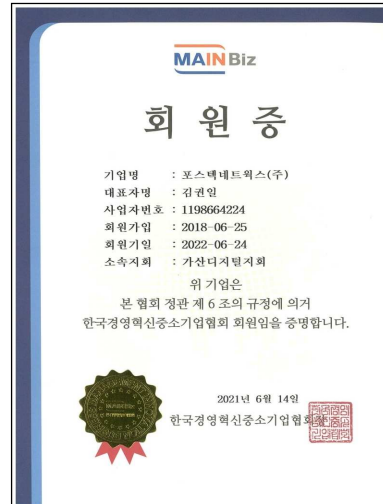 MAINBiz
회 원 증
기업명 : 포스텍네트웍스(주)
대표자명 : 김권일
사업자번호 : 1198664224
회원가입 : 2018-06-25
회원기일 : 2022-06-24
소속지회 : 가산디지털지회
위 기업은
본 협회 정관 제 6 조의 규정에 의거
한국경영혁신중소기업협회 회원임을 증명합니다.
MAINBiz
2021년 6월 14일
한국경영혁신중소기업협회